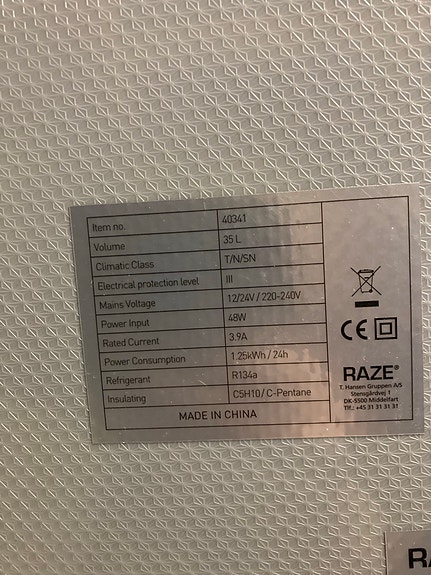 Item no. 40341
Volume 35 L
Climatic Class T/N/SN
Electrical protection level III
Mains Voltage 12/24V / 220-240V
Power Input 48W
Rated Current 3.9A
Power Consumption 1.25kWh / 24h
Refrigerant R134a
Insulating C5H10 / C-Pentane
MADE IN CHINA
CE
RAZE®
T. Hansen Gruppen A/S
Stensgårdvej 1
DK-5500 Middelfart
Tlf.: +45 31 31 31 31